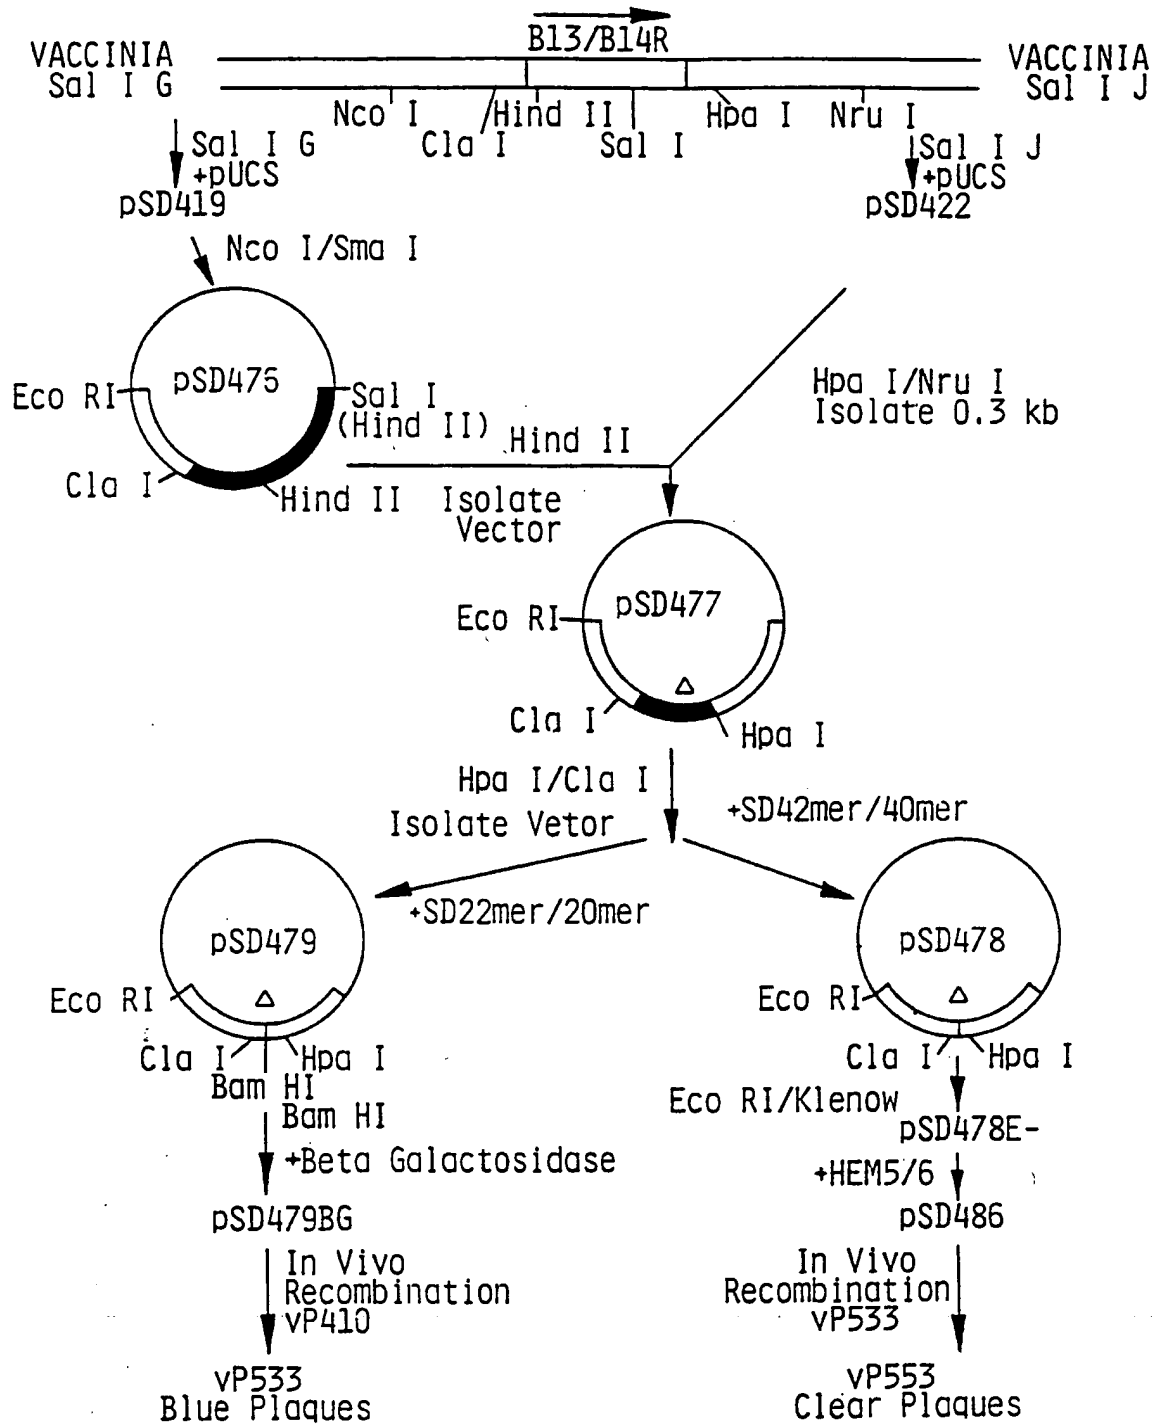 B13/B14R
VACCINIA
Sal I G
VACCINIA
Sal I J
Nco I
Cla I
Hind II
Sal I
Hpa I
Nru I
Sal I G
+pUCS
pSD419
Sal I J
+pUCS
pSD422
Nco I/Sma I
pSD475
Eco RI
Sal I
(Hind II)
Cla I
Hind II
Hind II
Isolate
Vector
Hpa I/Nru I
Isolate 0.3 kb
pSD477
Eco RI
Δ
Cla I
Hpa I
Hpa I/Cla I
Isolate Vetor
+SD42mer/40mer
+SD22mer/20mer
pSD479
Eco RI
Δ
Cla I
Hpa I
Bam HI
Bam HI
+Beta Galactosidase
pSD479BG
In Vivo
Recombination
vP410
vP533
Blue Plaques
pSD478
Eco RI
Δ
Cla I
Hpa I
Eco RI/Klenow
pSD478E-
+HEM5/6
pSD486
In Vivo
Recombination
vP533
vP553
Clear Plaques